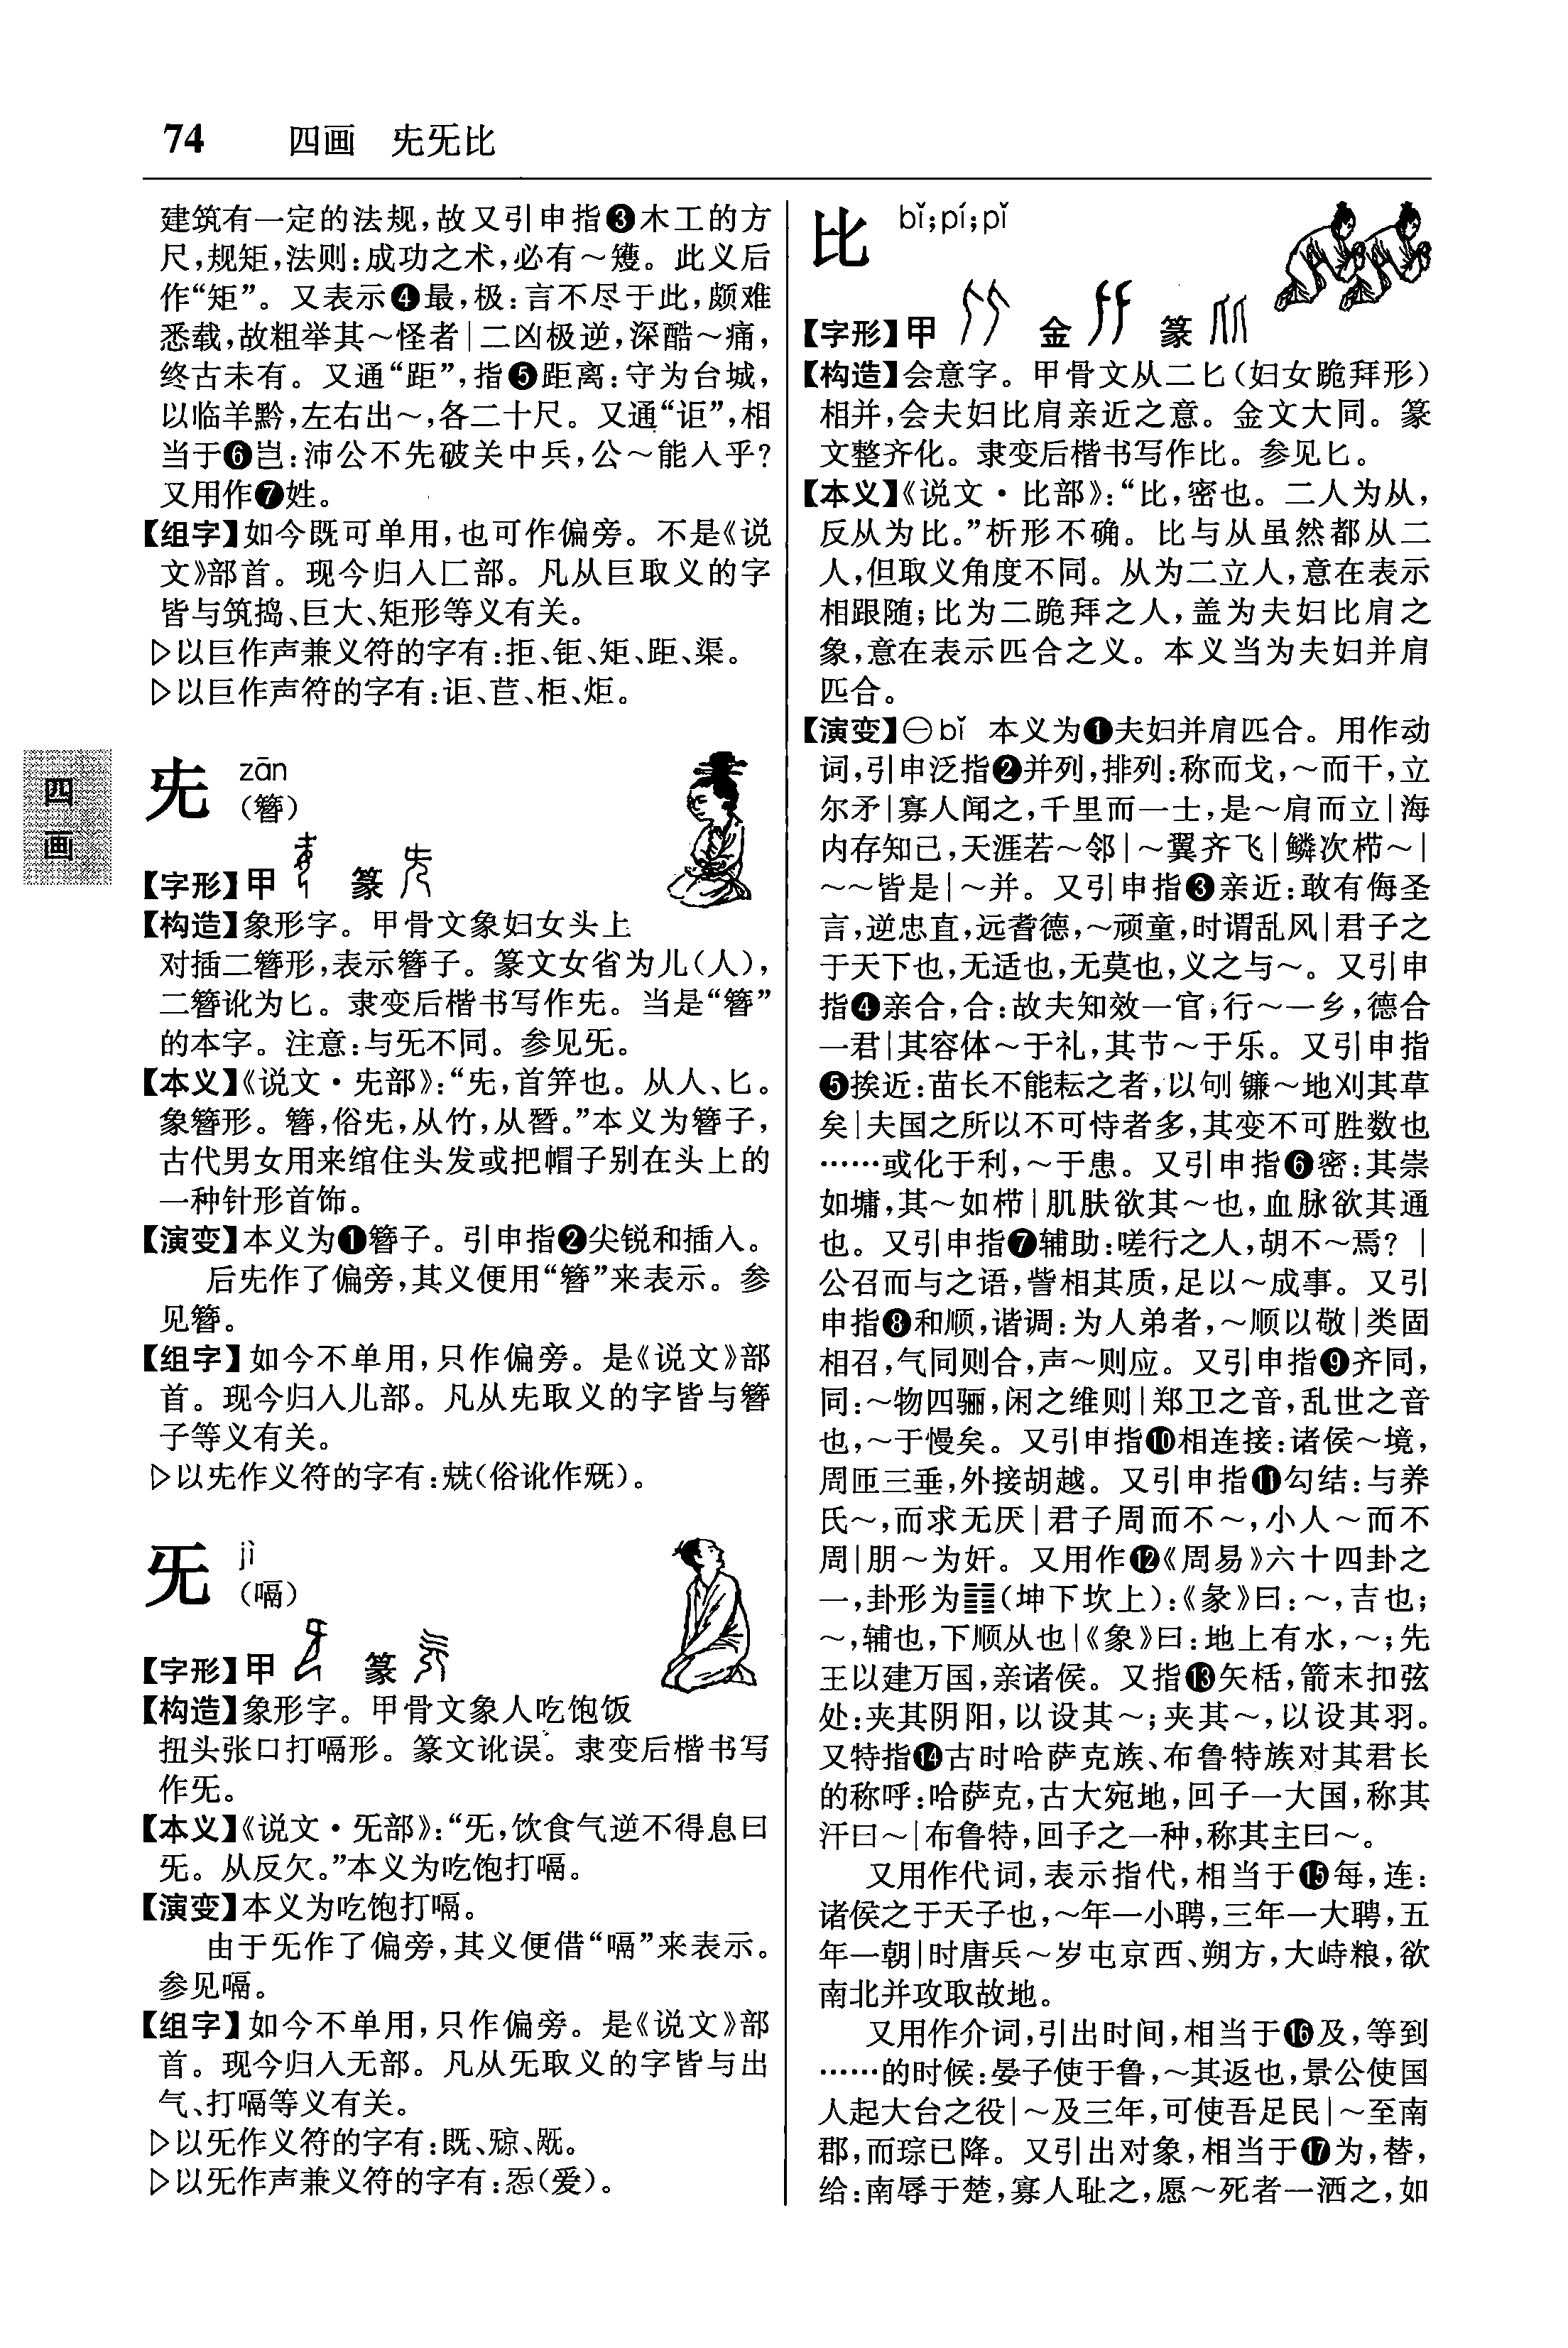 74 四画 兂旡比
建筑有一定的法规,故又引申指❸木工的方
尺,规矩,法则:成功之术,必有～矱。此义后
作“矩”。又表示❹最,极:言不尽于此,颇难
悉载,故粗举其～怪者|二凶极逆,深酷～痛,
终古未有。又通“距”,指❺距离:守为台城,
以临羊黔,左右出～,各二十尺。又通“讵”,相
当于❻岂:沛公不先破关中兵,公～能入乎?
又用作❼姓。
【组字】如今既可单用,也可作偏旁。不是《说
文》部首。现今归入匚部。凡从巨取义的字
皆与筑捣、巨大、矩形等义有关。
▷以巨作声兼义符的字有:拒、钜、矩、距、渠。
▷以巨作声符的字有:讵、苣、柜、炬。
四
画
兂 zān
(簪)
【字形】甲 篆
【构造】象形字。甲骨文象妇女头上
对插二簪形,表示簪子。篆文女省为儿(人),
二簪讹为匕。隶变后楷书写作兂。当是“簪”
的本字。注意:与旡不同。参见旡。
【本义】《说文·兂部》:“兂,首笄也。从人、匕。
象簪形。簪,俗兂,从竹,从朁。”本义为簪子,
古代男女用来绾住头发或把帽子别在头上的
一种针形首饰。
【演变】本义为❶簪子。引申指❷尖锐和插入。
后兂作了偏旁,其义便用“簪”来表示。参
见簪。
【组字】如今不单用,只作偏旁。是《说文》部
首。现今归入儿部。凡从兂取义的字皆与簪
子等义有关。
▷以兂作义符的字有:兓(俗讹作兟)。
旡 jì
(嗝)
【字形】甲 篆
【构造】象形字。甲骨文象人吃饱饭
扭头张口打嗝形。篆文讹误。隶变后楷书写
作旡。
【本义】《说文·旡部》:“旡,饮食气逆不得息曰
旡。从反欠。”本义为吃饱打嗝。
【演变】本义为吃饱打嗝。
由于旡作了偏旁,其义便借“嗝”来表示。
参见嗝。
【组字】如今不单用,只作偏旁。是《说文》部
首。现今归入无部。凡从旡取义的字皆与出
气、打嗝等义有关。
▷以旡作义符的字有:既、䣼、旤。
▷以旡作声兼义符的字有:㤅(爱)。
比 bǐ;pí;pǐ
【字形】甲 金 篆
【构造】会意字。甲骨文从二匕(妇女跪拜形)
相并,会夫妇比肩亲近之意。金文大同。篆
文整齐化。隶变后楷书写作比。参见匕。
【本义】《说文·比部》:“比,密也。二人为从,
反从为比。”析形不确。比与从虽然都从二
人,但取义角度不同。从为二立人,意在表示
相跟随;比为二跪拜之人,盖为夫妇比肩之
象,意在表示匹合之义。本义当为夫妇并肩
匹合。
【演变】㊀bǐ 本义为❶夫妇并肩匹合。用作动
词,引申泛指❷并列,排列:称而戈,～而干,立
尔矛|寡人闻之,千里而一士,是～肩而立|海
内存知己,天涯若～邻|～翼齐飞|鳞次栉～|
～～皆是|～并。又引申指❸亲近:敢有侮圣
言,逆忠直,远耆德,～顽童,时谓乱风|君子之
于天下也,无适也,无莫也,义之与～。又引申
指❹亲合,合:故夫知效一官,行～一乡,德合
一君|其容体～于礼,其节～于乐。又引申指
❺挨近:苗长不能耘之者,以刨镰～地刈其草
矣|夫国之所以不可恃者多,其变不可胜数也
……或化于利,～于患。又引申指❻密:其崇
如墉,其～如栉|肌肤欲其～也,血脉欲其通
也。又引申指❼辅助:嗟行之人,胡不～焉?|
公召而与之语,訾相其质,足以～成事。又引
申指❽和顺,谐调:为人弟者,～顺以敬|类固
相召,气同则合,声～则应。又引申指❾齐同,
同:～物四骊,闲之维则|郑卫之音,乱世之音
也,～于慢矣。又引申指❿相连接:诸侯～境,
周匝三垂,外接胡越。又引申指⓫勾结:与养
氏～,而求无厌|君子周而不～,小人～而不
周|朋～为奸。又用作⓬《周易》六十四卦之
一,卦形为䷇(坤下坎上):《彖》曰:～,吉也;
～,辅也,下顺从也|《象》曰:地上有水,～;先
王以建万国,亲诸侯。又指⓭矢栝,箭末扣弦
处:夹其阴阳,以设其～;夹其～,以设其羽。
又特指⓮古时哈萨克族、布鲁特族对其君长
的称呼:哈萨克,古大宛地,回子一大国,称其
汗曰～|布鲁特,回子之一种,称其主曰～。
又用作代词,表示指代,相当于⓯每,连:
诸侯之于天子也,～年一小聘,三年一大聘,五
年一朝|时唐兵～岁屯京西、朔方,大峙粮,欲
南北并攻取故地。
又用作介词,引出时间,相当于⓰及,等到
……的时候:晏子使于鲁,～其返也,景公使国
人起大台之役|～及三年,可使吾足民|～至南
郡,而琮已降。又引出对象,相当于⓱为,替,
给:南辱于楚,寡人耻之,愿～死者一洒之,如